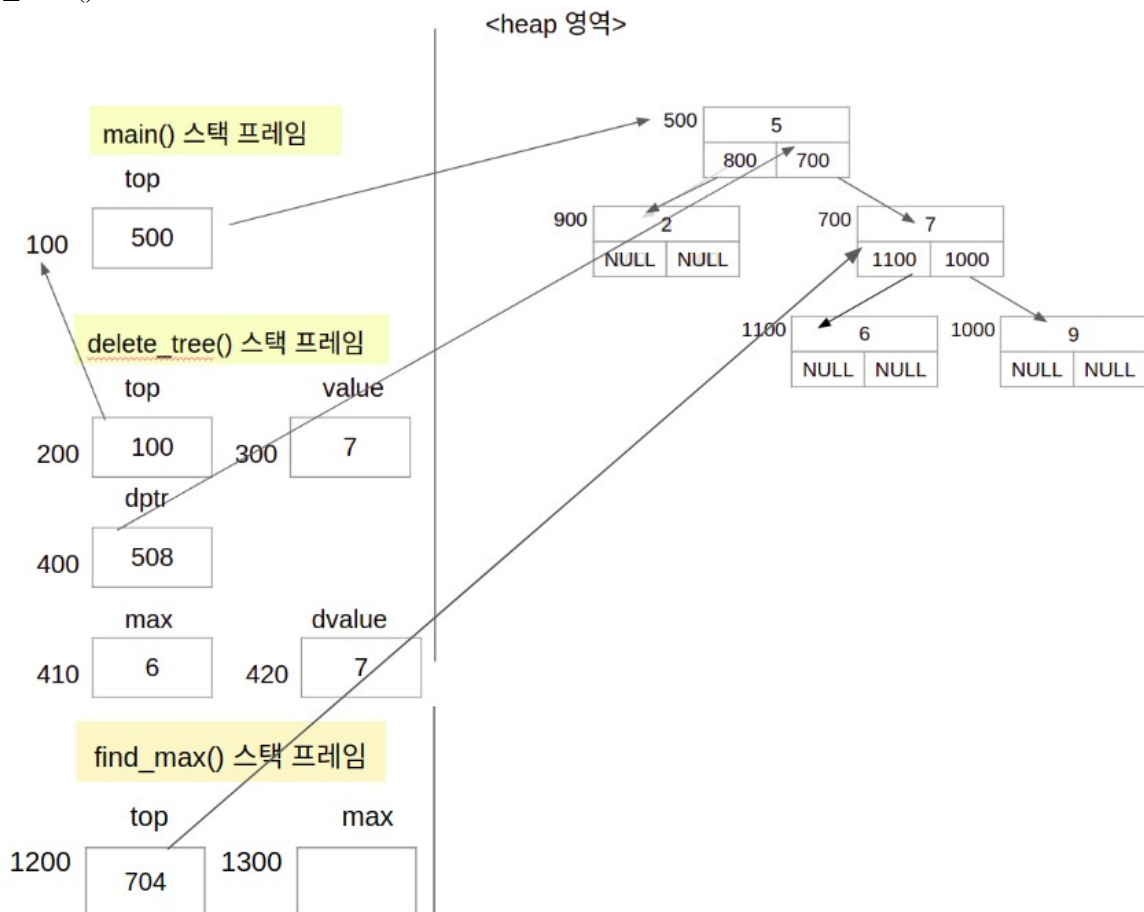 <heap 영역>
main() 스택 프레임
top
100
500
delete_tree() 스택 프레임
top
value
200
100
300
7
dptr
400
508
max
dvalue
410
6
420
7
find_max() 스택 프레임
top
max
1200
704
1300
500
5
800
700
900
2
NULL
NULL
700
7
1100
1000
1100
6
NULL
NULL
1000
9
NULL
NULL